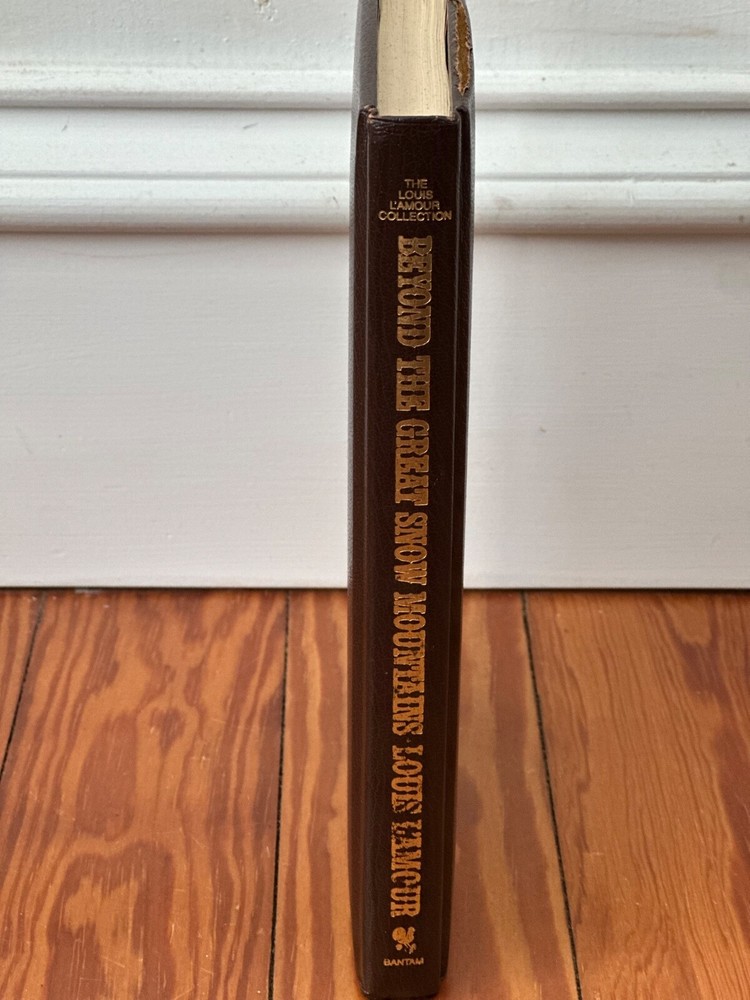 THE
LOUIS
L'AMOUR
COLLECTION
BEYOND THE GREAT SNOW MOUNTAINS · LOUIS L'AMOUR
BANTAM